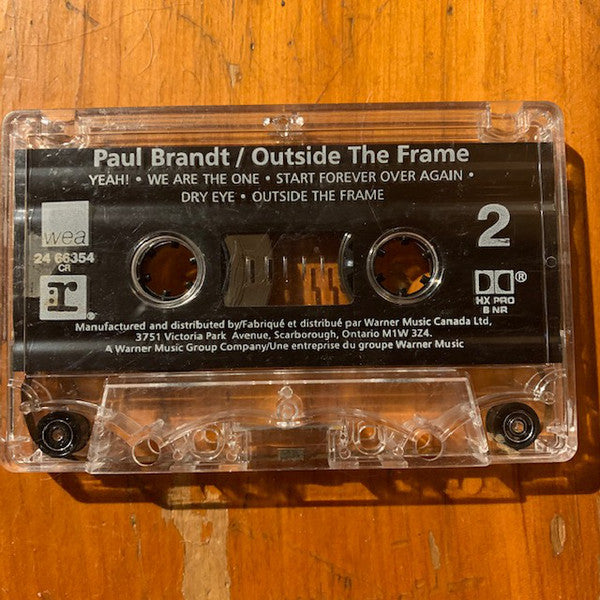 Paul Brandt / Outside The Frame
YEAH! • WE ARE THE ONE • START FOREVER OVER AGAIN •
DRY EYE • OUTSIDE THE FRAME
wea
2
24 66354
CR
r®
®
HX PRO
B NR
Manufactured and distributed by/Fabriqué et distribué par Warner Music Canada Ltd,
3751 Victoria Park Avenue, Scarborough, Ontario M1W 3Z4.
A Warner Music Group Company/Une entreprise du groupe Warner Music